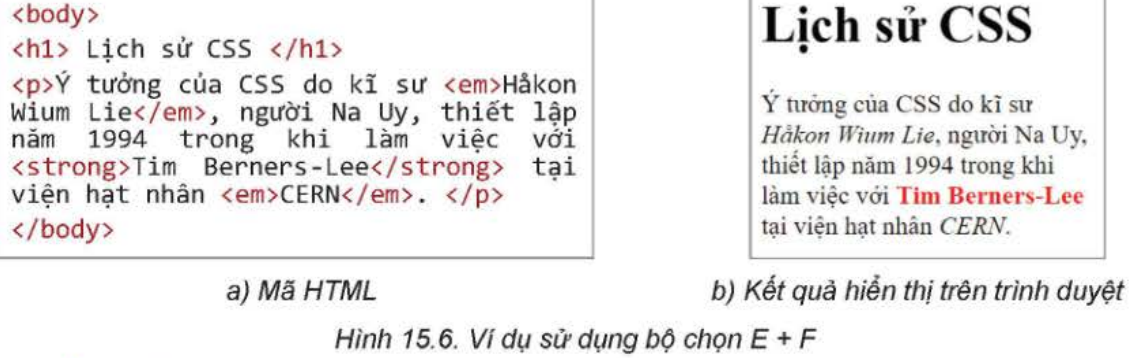 <body>
<h1> Lịch sử CSS </h1>
<p>Ý tưởng của CSS do kĩ sư <em>Håkon
Wium Lie</em>, người Na Uy, thiết lập
năm 1994 trong khi làm việc với
<strong>Tim Berners-Lee</strong> tại
viện hạt nhân <em>CERN</em>. </p>
</body>
a) Mã HTML
Lịch sử CSS
Ý tưởng của CSS do kĩ sư
Håkon Wium Lie, người Na Uy,
thiết lập năm 1994 trong khi
làm việc với Tim Berners-Lee
tại viện hạt nhân CERN.
b) Kết quả hiển thị trên trình duyệt
Hình 15.6. Ví dụ sử dụng bộ chọn E + F